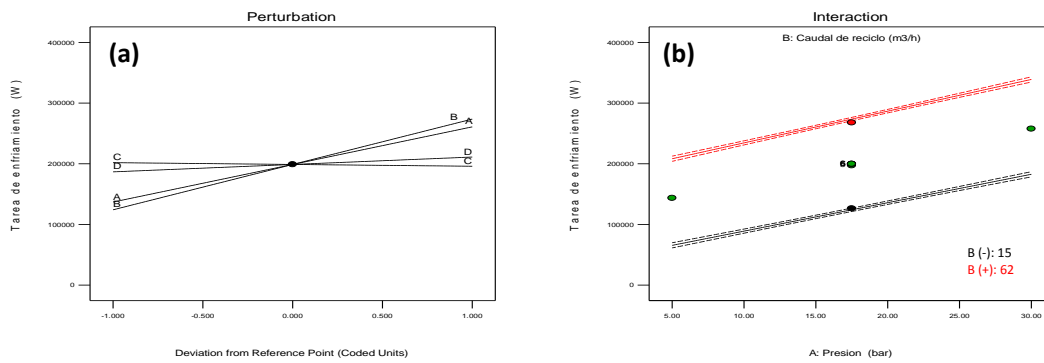 Perturbation
(a)
Tarea de enfriamiento (W)
400000
300000
200000
100000
0
C
D
A
B
B
A
D
C
-1.000
-0.500
0.000
0.500
1.000
Deviation from Reference Point (Coded Units)
Interaction
(b)
B: Caudal de reciclo (m3/h)
Tarea de enfriamiento (W)
400000
300000
200000
100000
0
B (-): 15
B (+): 62
5.00
10.00
15.00
20.00
25.00
30.00
A: Presion (bar)